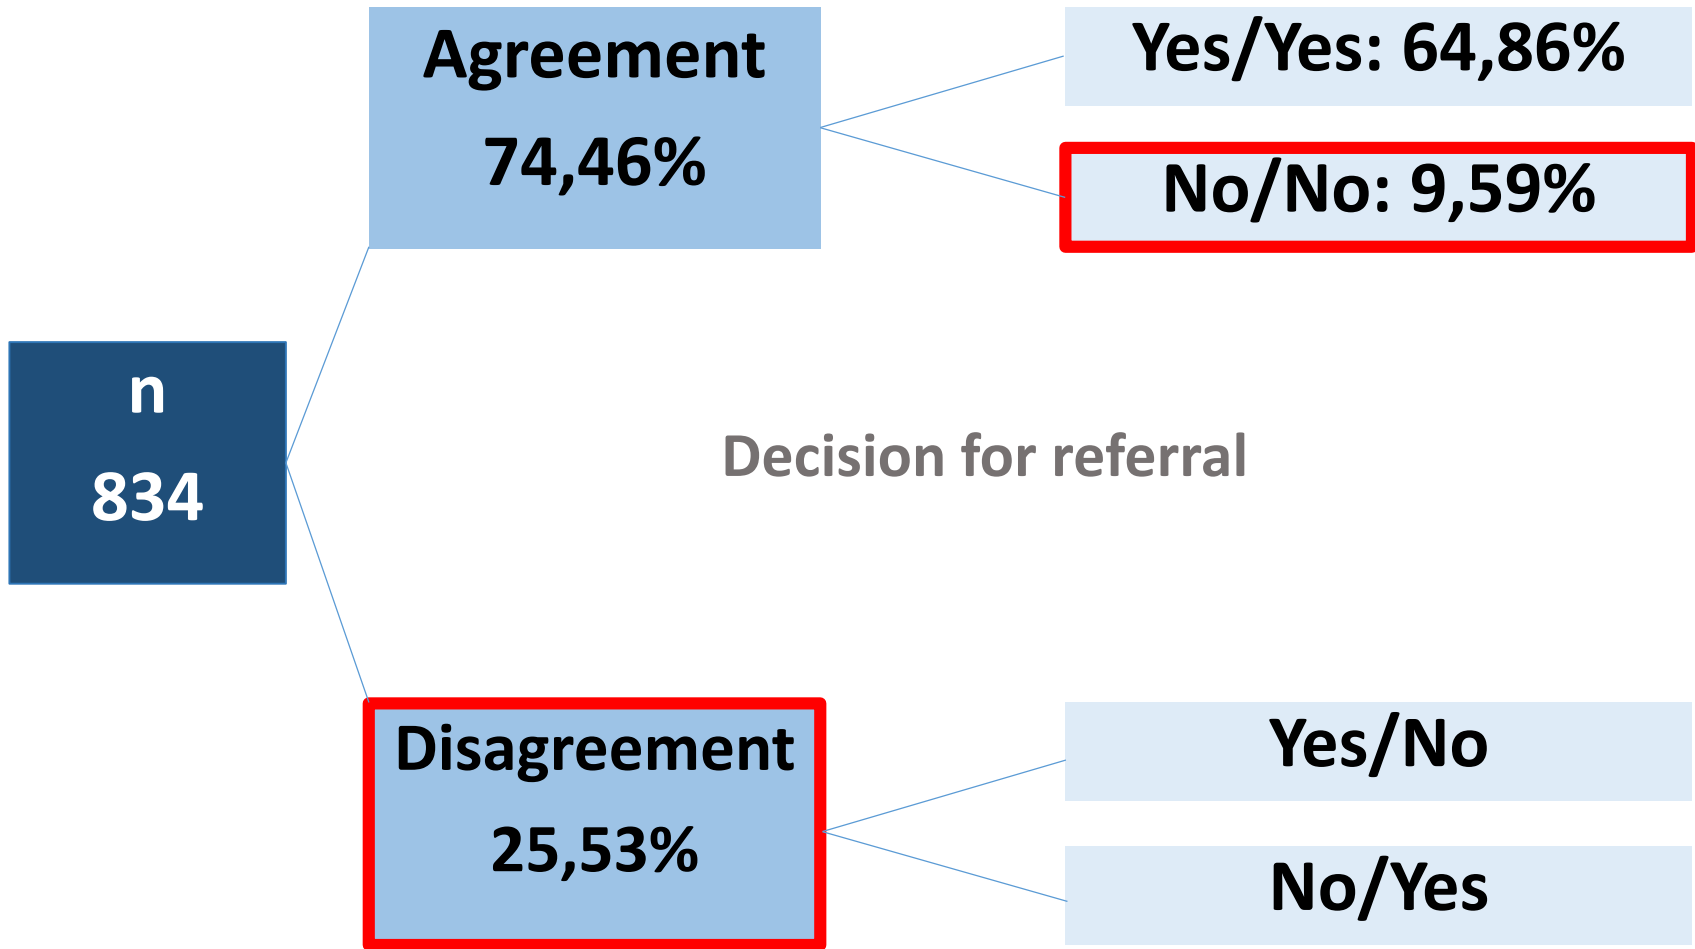 Agreement
74,46%
Yes/Yes: 64,86%
No/No: 9,59%
n
834
Decision for referral
Disagreement
25,53%
Yes/No
No/Yes